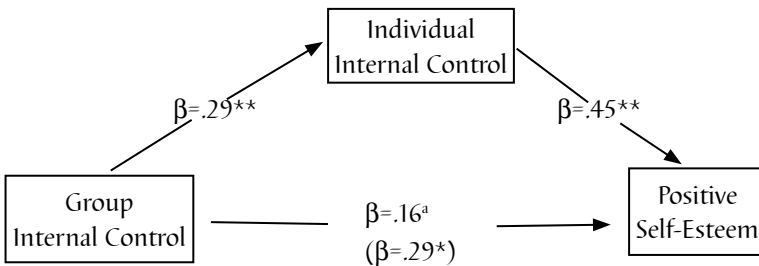 Individual
Internal Control
β=.29**
β=.45**
Group
Internal Control
β=.16ᵃ
(β=.29*)
Positive
Self-Esteem